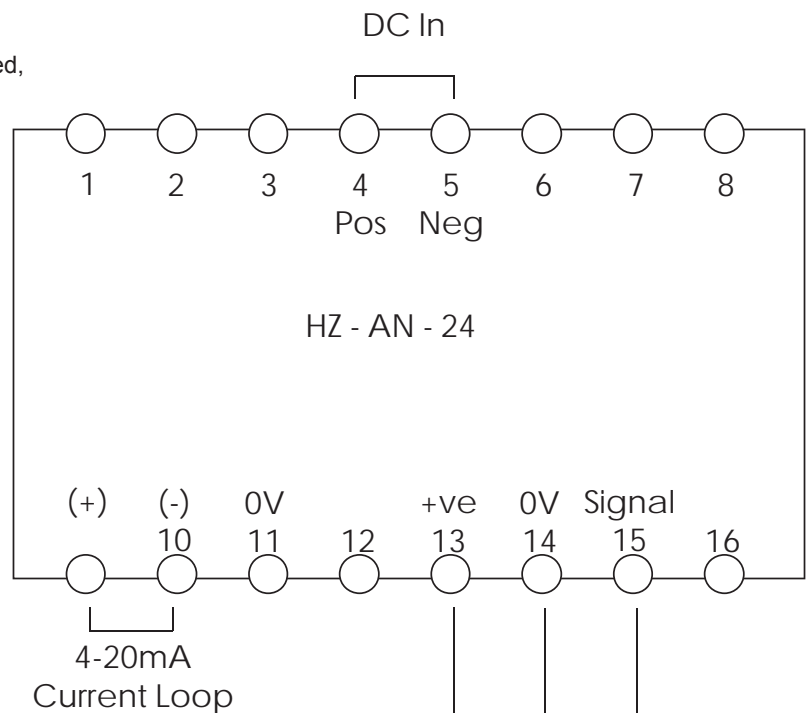 DC In
ed,
1 2 3 4 5 6 7 8
Pos Neg
HZ - AN - 24
(+) (-) 0V +ve 0V Signal
10 11 12 13 14 15 16
4-20mA
Current Loop